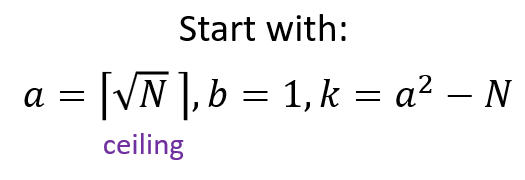 Start with:
a = ⌈√N⌉, b = 1, k = a² − N
ceiling